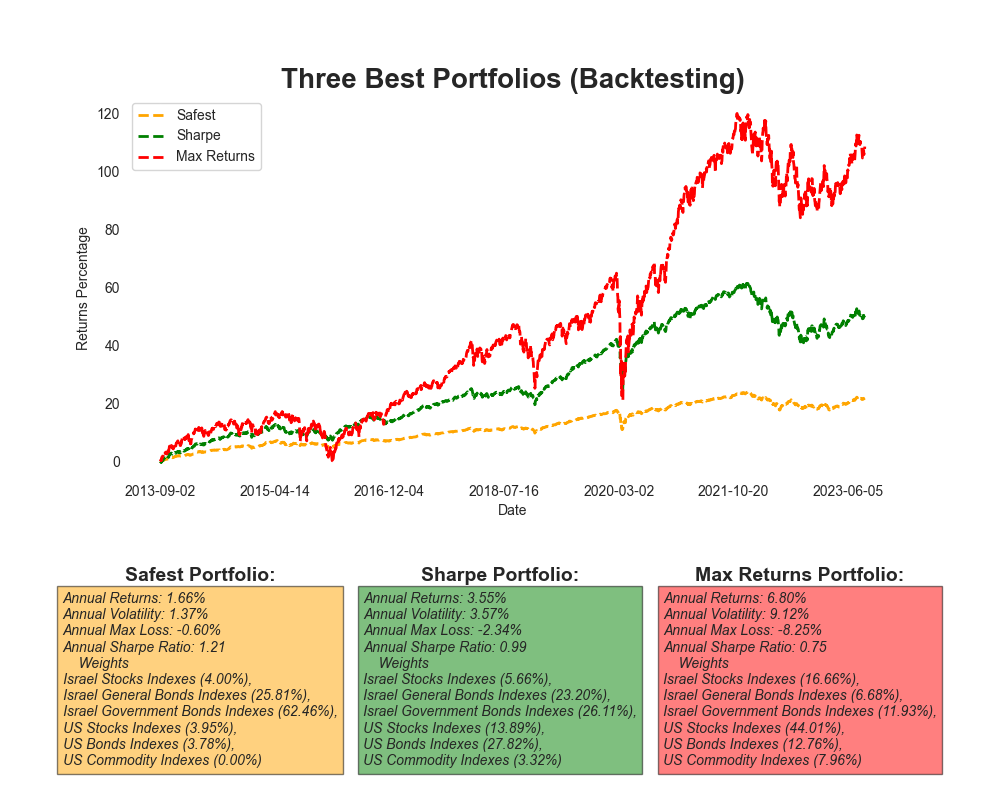 Three Best Portfolios (Backtesting)
Safest
Sharpe
Max Returns
Returns Percentage
120
100
80
60
40
20
0
2013-09-02 2015-04-14 2016-12-04 2018-07-16 2020-03-02 2021-10-20 2023-06-05
Date
Safest Portfolio:
Annual Returns: 1.66%
Annual Volatility: 1.37%
Annual Max Loss: -0.60%
Annual Sharpe Ratio: 1.21
Weights
Israel Stocks Indexes (4.00%),
Israel General Bonds Indexes (25.81%),
Israel Government Bonds Indexes (62.46%),
US Stocks Indexes (3.95%),
US Bonds Indexes (3.78%),
US Commodity Indexes (0.00%)
Sharpe Portfolio:
Annual Returns: 3.55%
Annual Volatility: 3.57%
Annual Max Loss: -2.34%
Annual Sharpe Ratio: 0.99
Weights
Israel Stocks Indexes (5.66%),
Israel General Bonds Indexes (23.20%),
Israel Government Bonds Indexes (26.11%),
US Stocks Indexes (13.89%),
US Bonds Indexes (27.82%),
US Commodity Indexes (3.32%)
Max Returns Portfolio:
Annual Returns: 6.80%
Annual Volatility: 9.12%
Annual Max Loss: -8.25%
Annual Sharpe Ratio: 0.75
Weights
Israel Stocks Indexes (16.66%),
Israel General Bonds Indexes (6.68%),
Israel Government Bonds Indexes (11.93%),
US Stocks Indexes (44.01%),
US Bonds Indexes (12.76%),
US Commodity Indexes (7.96%)